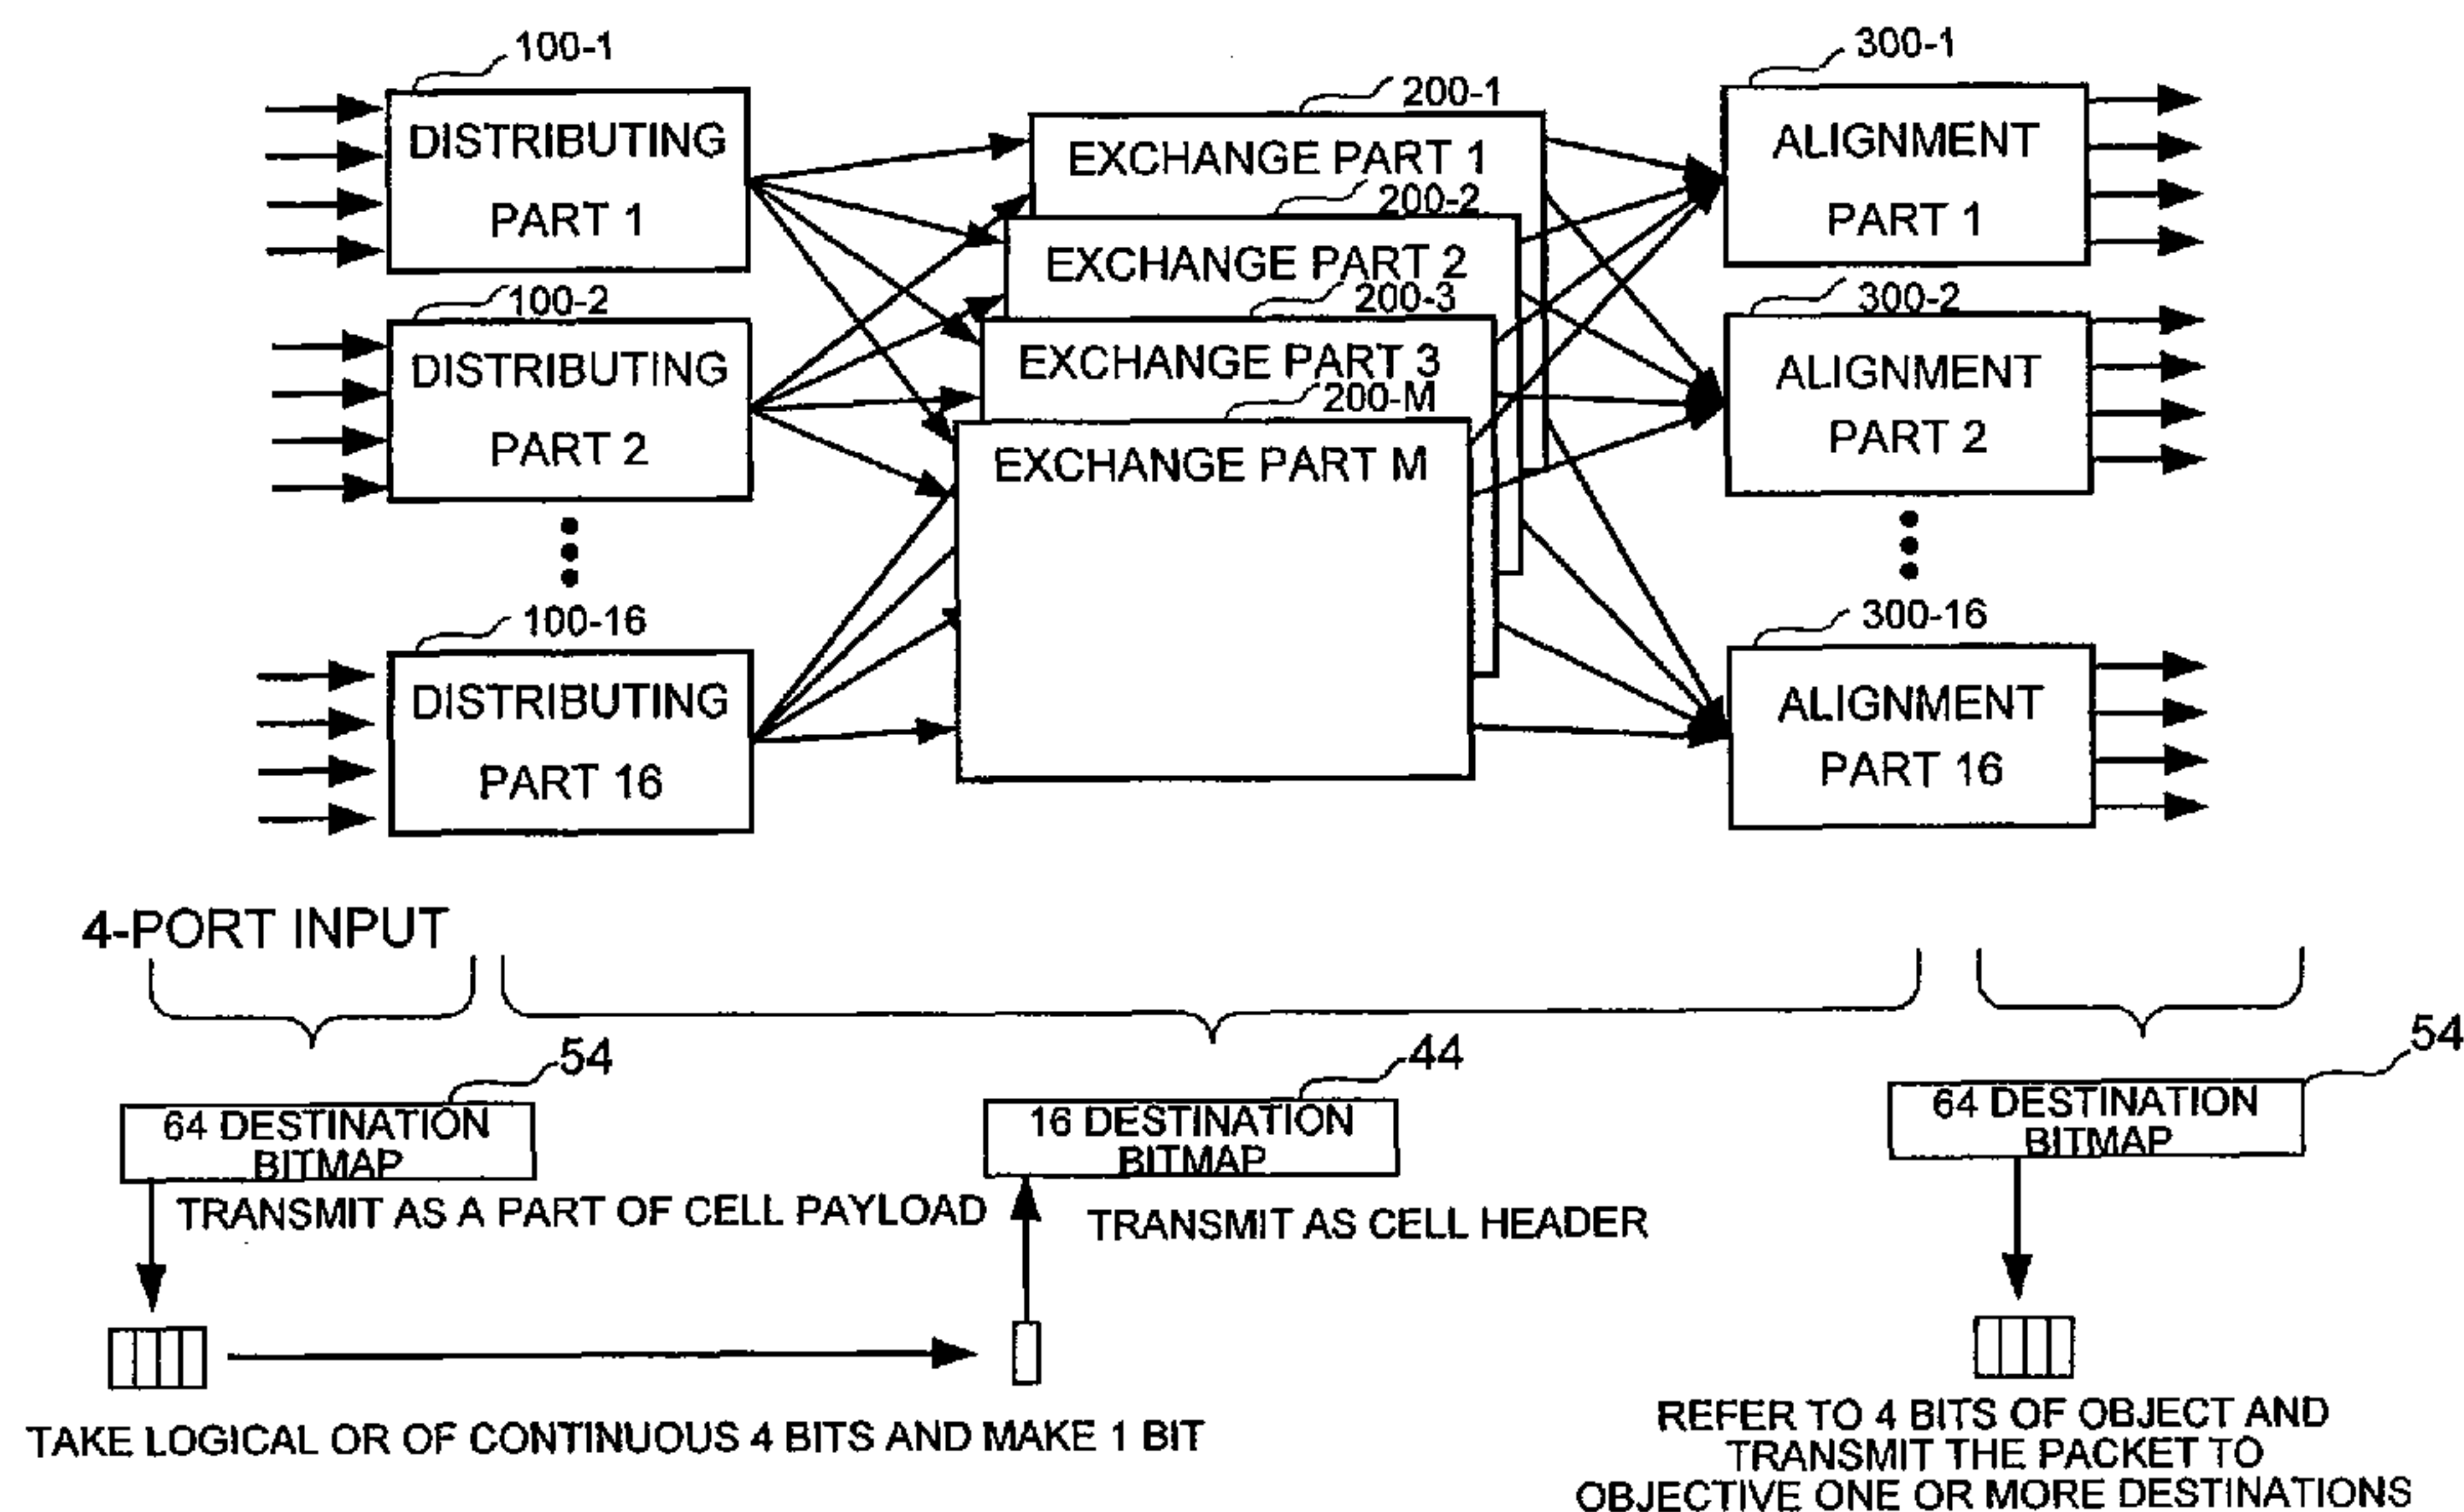 100-1
DISTRIBUTING
PART 1
100-2
DISTRIBUTING
PART 2
100-16
DISTRIBUTING
PART 16
200-1
EXCHANGE PART 1
200-2
EXCHANGE PART 2
200-3
EXCHANGE PART 3
200-M
EXCHANGE PART M
300-1
ALIGNMENT
PART 1
300-2
ALIGNMENT
PART 2
300-16
ALIGNMENT
PART 16
4-PORT INPUT
54
64 DESTINATION
BITMAP
44
16 DESTINATION
BITMAP
54
64 DESTINATION
BITMAP
TRANSMIT AS A PART OF CELL PAYLOAD
TRANSMIT AS CELL HEADER
TAKE LOGICAL OR OF CONTINUOUS 4 BITS AND MAKE 1 BIT
REFER TO 4 BITS OF OBJECT AND
TRANSMIT THE PACKET TO
OBJECTIVE ONE OR MORE DESTINATIONS